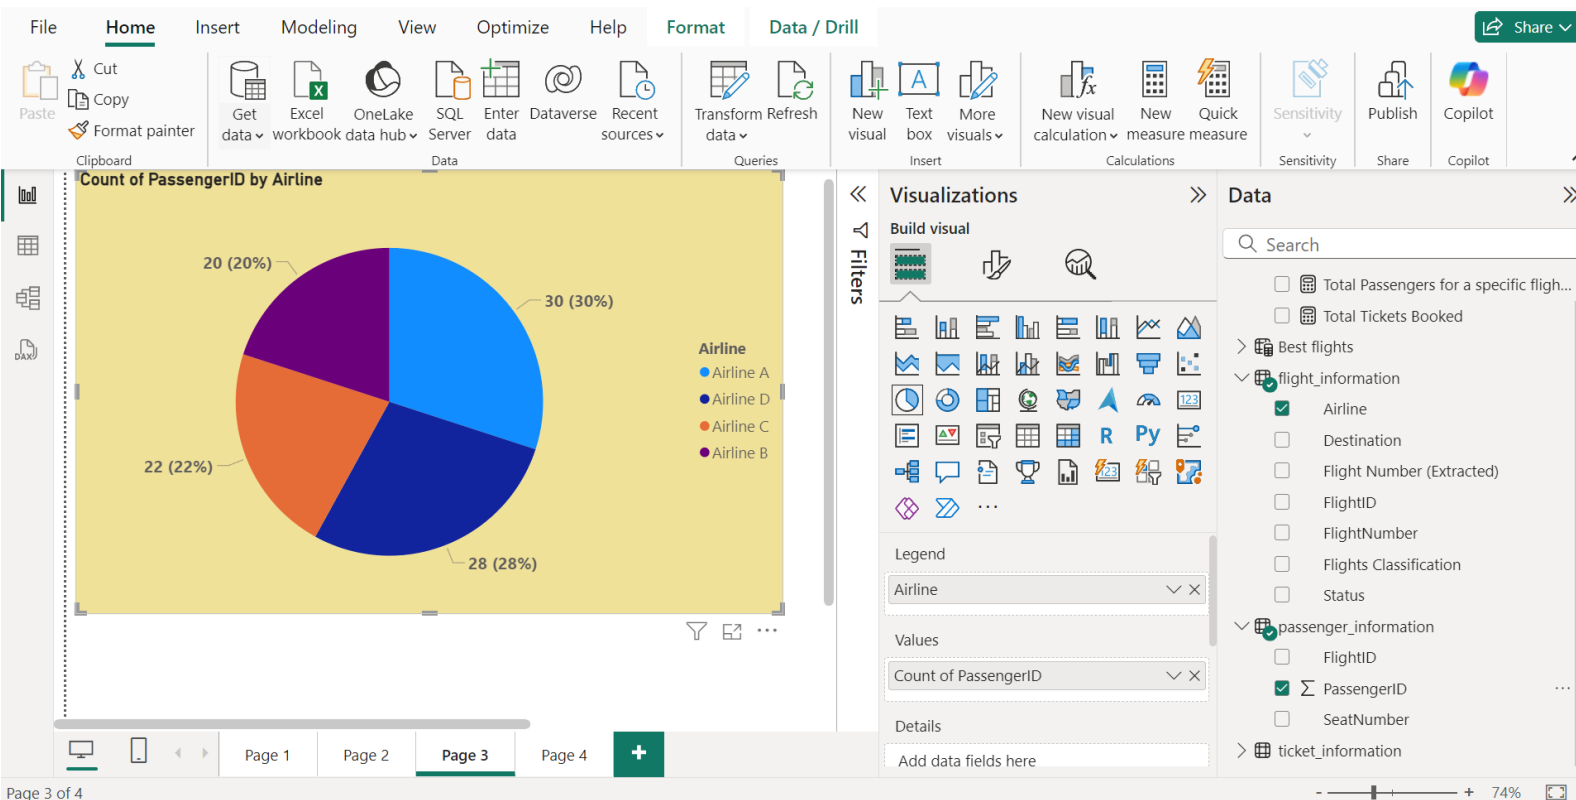 File Home Insert Modeling View Optimize Help Format Data / Drill Share
Paste
Cut
Copy
Format painter
Clipboard
Get data
Excel workbook
OneLake data hub
SQL Server
Enter data
Dataverse
Recent sources
Data
Transform data
Refresh
Queries
New visual
Text box
More visuals
Insert
New visual calculation
New measure
Quick measure
Calculations
Sensitivity
Sensitivity
Publish
Share
Copilot
Copilot
DAX
Count of PassengerID by Airline
20 (20%)
30 (30%)
22 (22%)
28 (28%)
Airline
Airline A
Airline D
Airline C
Airline B
Filters
Visualizations
Build visual
123
R Py
123
Legend
Airline
Values
Count of PassengerID
Details
Add data fields here
Data
Search
Total Passengers for a specific fligh...
Total Tickets Booked
Best flights
flight_information
Airline
Destination
Flight Number (Extracted)
FlightID
FlightNumber
Flights Classification
Status
passenger_information
FlightID
PassengerID
SeatNumber
ticket_information
Page 1 Page 2 Page 3 Page 4 +
Page 3 of 4
- + 74%